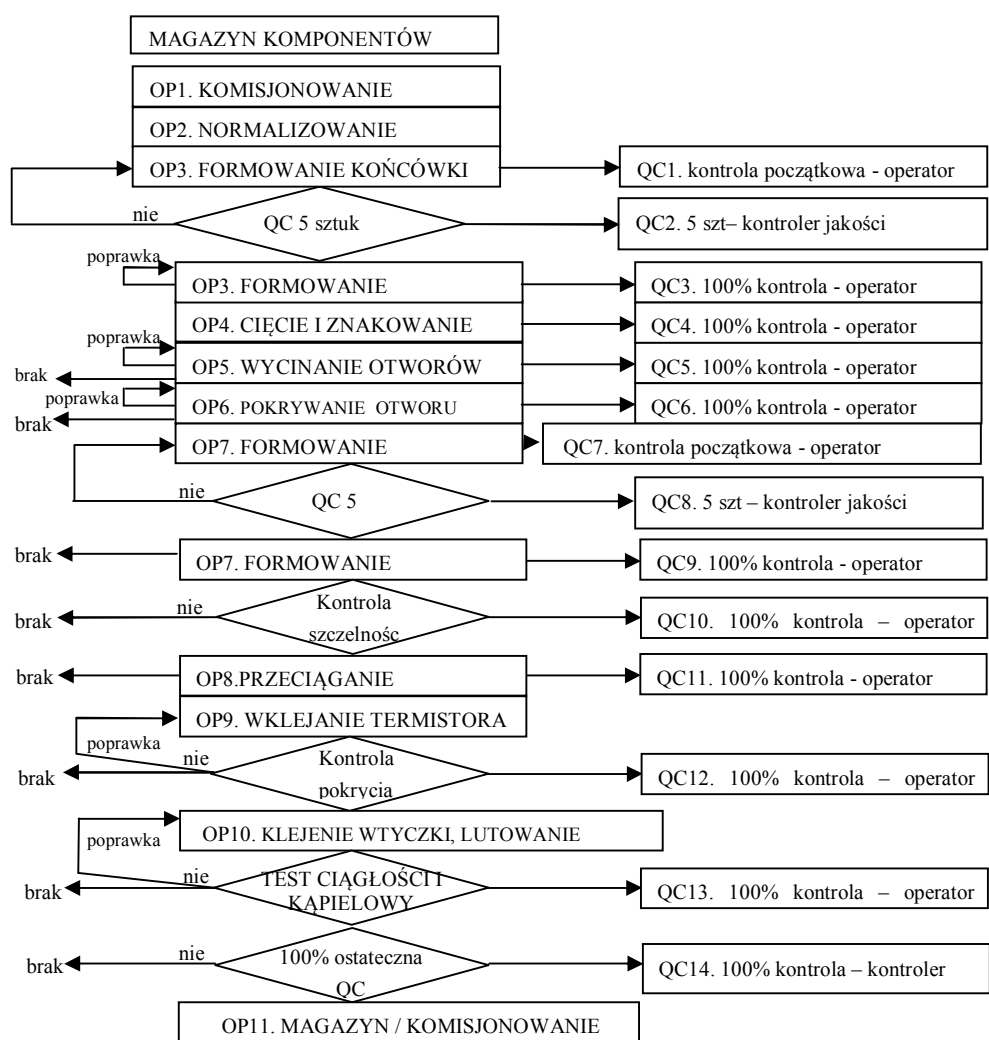 MAGAZYN KOMPONENTÓW
OP1. KOMISJONOWANIE
OP2. NORMALIZOWANIE
OP3. FORMOWANIE KOŃCÓWKI
QC1. kontrola początkowa - operator
nie
QC 5 sztuk
QC2. 5 szt– kontroler jakości
poprawka
OP3. FORMOWANIE
QC3. 100% kontrola - operator
OP4. CIĘCIE I ZNAKOWANIE
QC4. 100% kontrola - operator
poprawka
OP5. WYCINANIE OTWORÓW
QC5. 100% kontrola - operator
brak
poprawka
OP6. POKRYWANIE OTWORU
QC6. 100% kontrola - operator
brak
OP7. FORMOWANIE
QC7. kontrola początkowa - operator
nie
QC 5
QC8. 5 szt – kontroler jakości
brak
OP7. FORMOWANIE
QC9. 100% kontrola - operator
nie
Kontrola
szczelnośc
brak
QC10. 100% kontrola – operator
brak
OP8.PRZECIĄGANIE
QC11. 100% kontrola - operator
OP9. WKLEJANIE TERMISTORA
poprawka
nie
Kontrola
pokrycia
brak
QC12. 100% kontrola – operator
OP10. KLEJENIE WTYCZKI, LUTOWANIE
poprawka
nie
TEST CIĄGŁOŚCI I
KĄPIELOWY
brak
QC13. 100% kontrola – operator
nie
100% ostateczna
QC
brak
QC14. 100% kontrola – kontroler
OP11. MAGAZYN / KOMISJONOWANIE